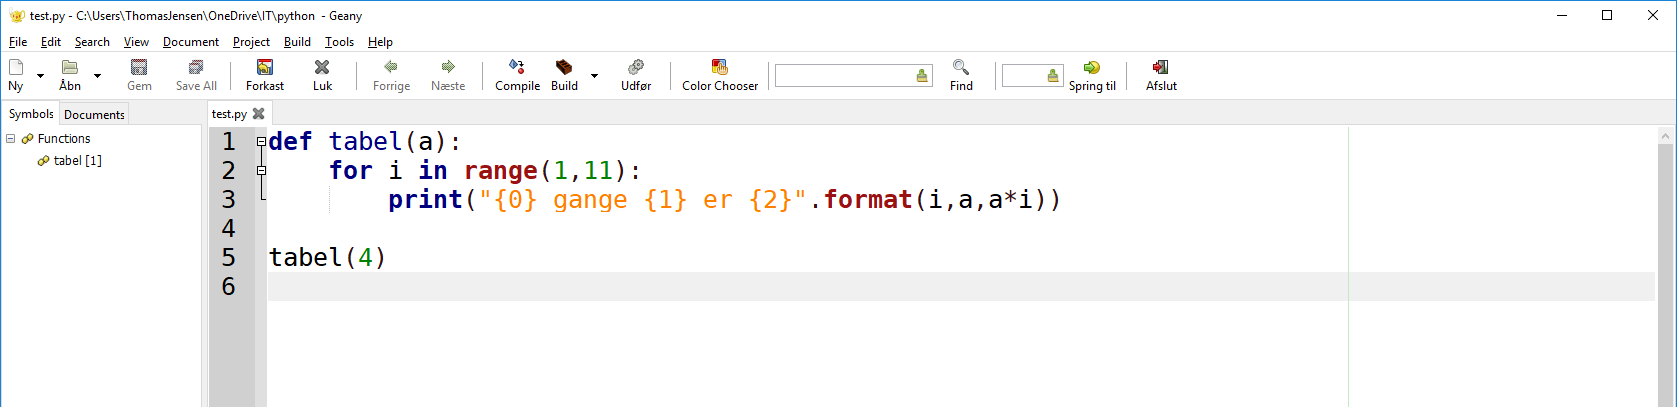 test.py - C:\Users\ThomasJensen\OneDrive\IT\python - Geany
File Edit Search View Document Project Build Tools Help
Ny Åbn Gem Save All Forkast Luk Forrige Næste Compile Build Udfør Color Chooser Find Spring til Afslut
Symbols Documents
test.py
Functions
tabel [1]
1 def tabel(a):
2     for i in range(1,11):
3         print("{0} gange {1} er {2}".format(i,a,a*i))
4
5 tabel(4)
6